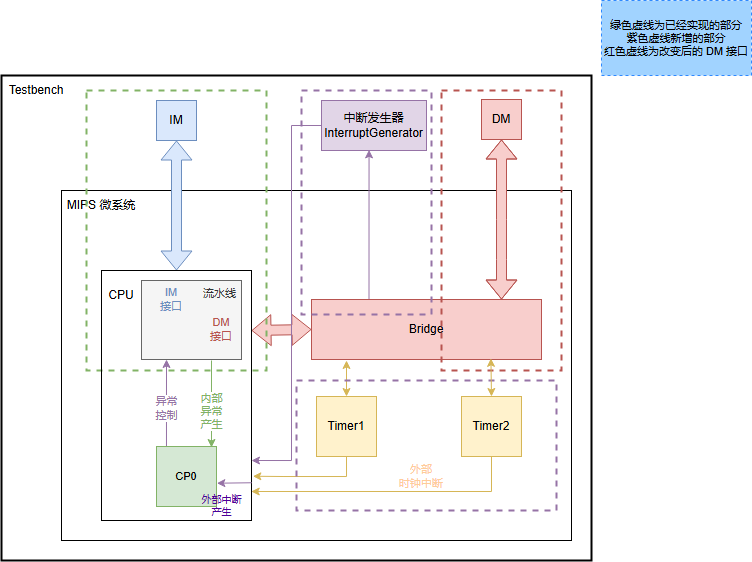 绿色虚线为已经实现的部分
紫色虚线新增的部分
红色虚线为改变后的 DM 接口
Testbench
IM
中断发生器
InterruptGenerator
DM
MIPS 微系统
CPU
IM
接口
流水线
DM
接口
Bridge
异常
控制
内部
异常
产生
Timer1
Timer2
CP0
外部中断
产生
外部
时钟中断